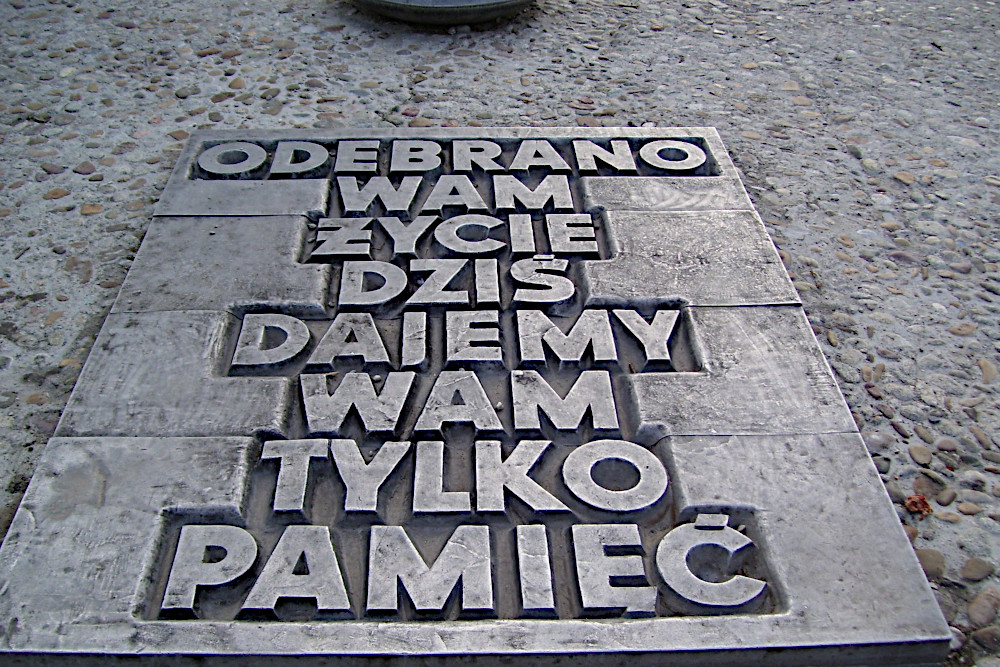 ODEBRANO
WAM
ŻYCIE
DZIŚ
DAJEMY
WAM
TYLKO
PAMIĘĆ